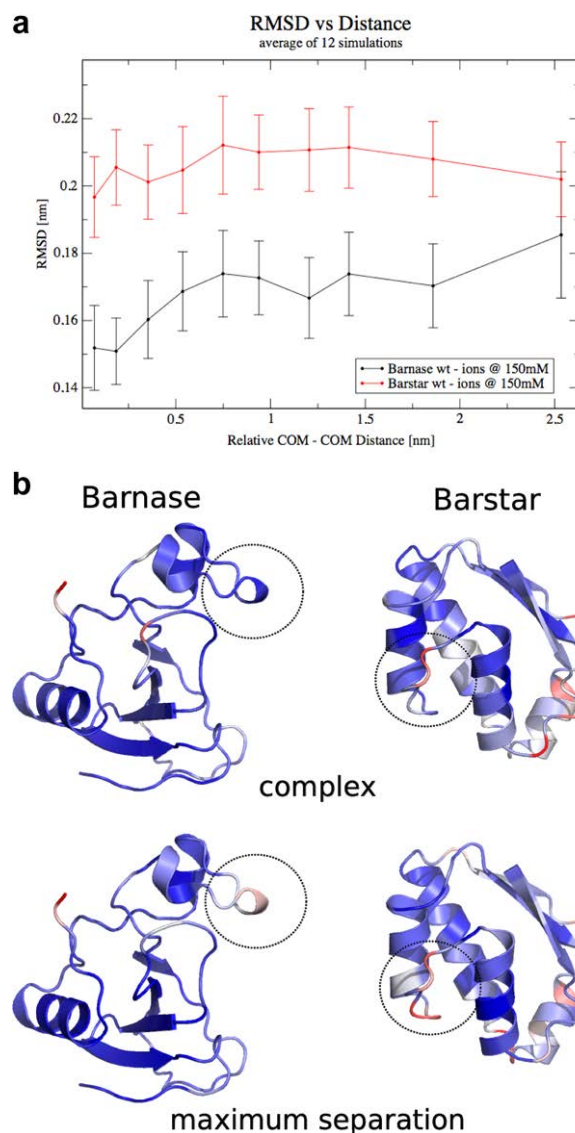 a
RMSD vs Distance
average of 12 simulations
0.22
0.2
0.18
0.16
0.14
RMSD [nm]
Barnase wt - ions @ 150mM
Barstar wt - ions @ 150mM
0.5
1
1.5
2
2.5
Relative COM - COM Distance [nm]
b
Barnase
Barstar
complex
maximum separation